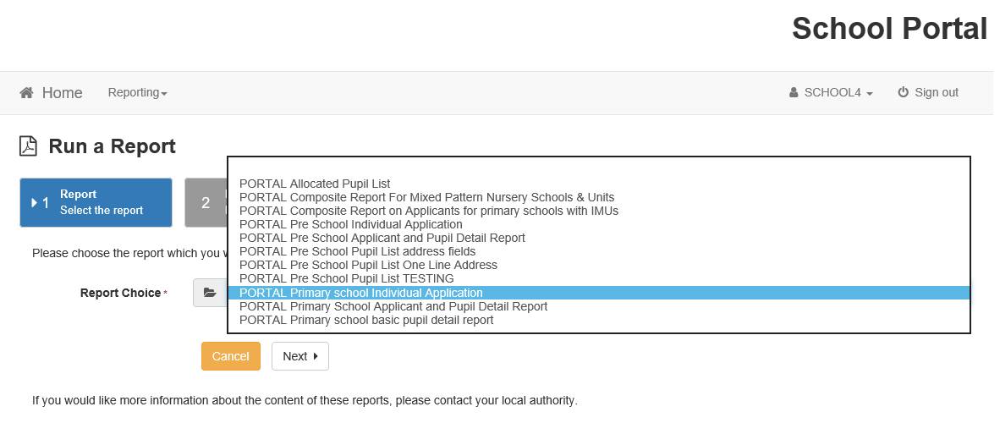 School Portal
Home Reporting SCHOOL4 Sign out
Run a Report
1 Report
Select the report
2
PORTAL Allocated Pupil List
PORTAL Composite Report For Mixed Pattern Nursery Schools & Units
PORTAL Composite Report on Applicants for primary schools with IMUs
PORTAL Pre School Individual Application
PORTAL Pre School Applicant and Pupil Detail Report
PORTAL Pre School Pupil List address fields
PORTAL Pre School Pupil List One Line Address
PORTAL Pre School Pupil List TESTING
PORTAL Primary school Individual Application
PORTAL Primary School Applicant and Pupil Detail Report
PORTAL Primary school basic pupil detail report
Please choose the report which you
Report Choice *
Cancel Next
If you would like more information about the content of these reports, please contact your local authority.